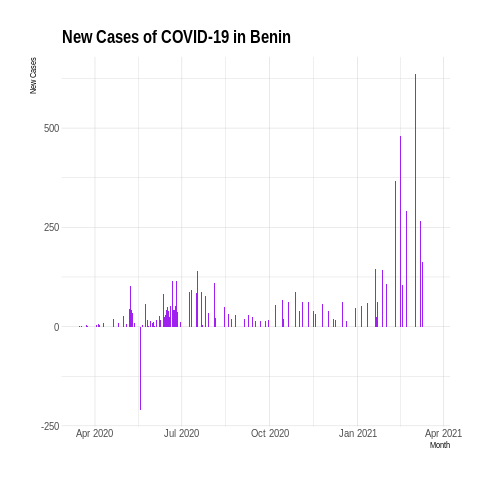 New Cases of COVID-19 in Benin
New Cases
500
250
0
-250
Apr 2020 Jul 2020 Oct 2020 Jan 2021 Apr 2021
Month